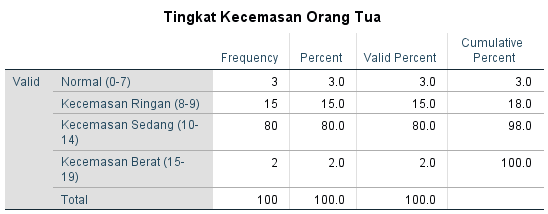 Tingkat Kecemasan Orang Tua
Frequency Percent Valid Percent Cumulative Percent
Valid Normal (0-7) 3 3.0 3.0 3.0
Kecemasan Ringan (8-9) 15 15.0 15.0 18.0
Kecemasan Sedang (10-
14) 80 80.0 80.0 98.0
Kecemasan Berat (15-
19) 2 2.0 2.0 100.0
Total 100 100.0 100.0